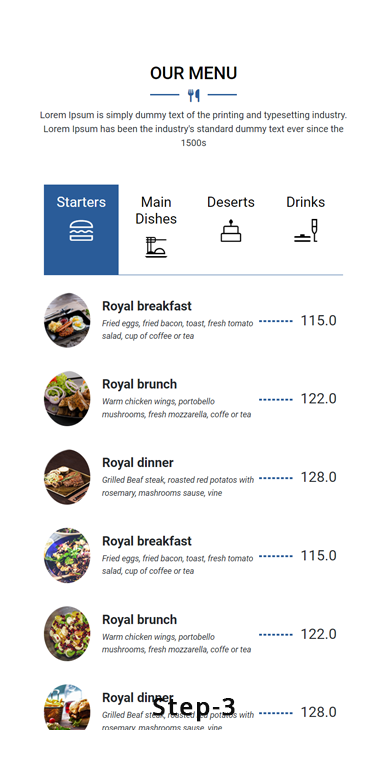 OUR MENU
Lorem Ipsum is simply dummy text of the printing and typesetting industry.
Lorem Ipsum has been the industry's standard dummy text ever since the
1500s
Starters
Main
Dishes
Deserts
Drinks
Royal breakfast
Fried eggs, fried bacon, toast, fresh tomato
salad, cup of coffee or tea
115.0
Royal brunch
Warm chicken wings, portobello
mushrooms, fresh mozzarella, coffe or tea
122.0
Royal dinner
Grilled Beaf steak, roasted red potatos with
rosemary, mashrooms sause, vine
128.0
Royal breakfast
Fried eggs, fried bacon, toast, fresh tomato
salad, cup of coffee or tea
115.0
Royal brunch
Warm chicken wings, portobello
mushrooms, fresh mozzarella, coffe or tea
122.0
Royal dinner
Grilled Beaf steak, roasted red potatos with
rosemary, mashrooms sause, vine
128.0
Step-3